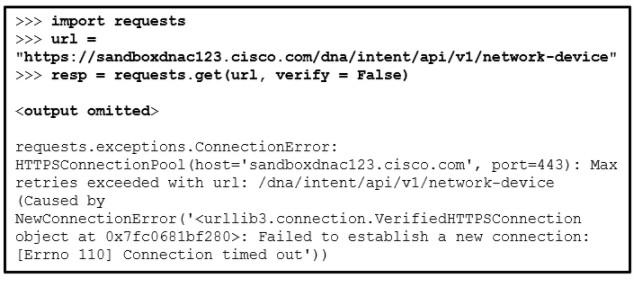 >>> import requests
>>> url =
"https://sandboxdnac123.cisco.com/dna/intent/api/v1/network-device"
>>> resp = requests.get(url, verify = False)
<output omitted>
requests.exceptions.ConnectionError:
HTTPSConnectionPool(host='sandboxdnac123.cisco.com', port=443): Max
retries exceeded with url: /dna/intent/api/v1/network-device
(Caused by
NewConnectionError('<urllib3.connection.VerifiedHTTPSConnection
object at 0x7fc0681bf280>: Failed to establish a new connection:
[Errno 110] Connection timed out'))